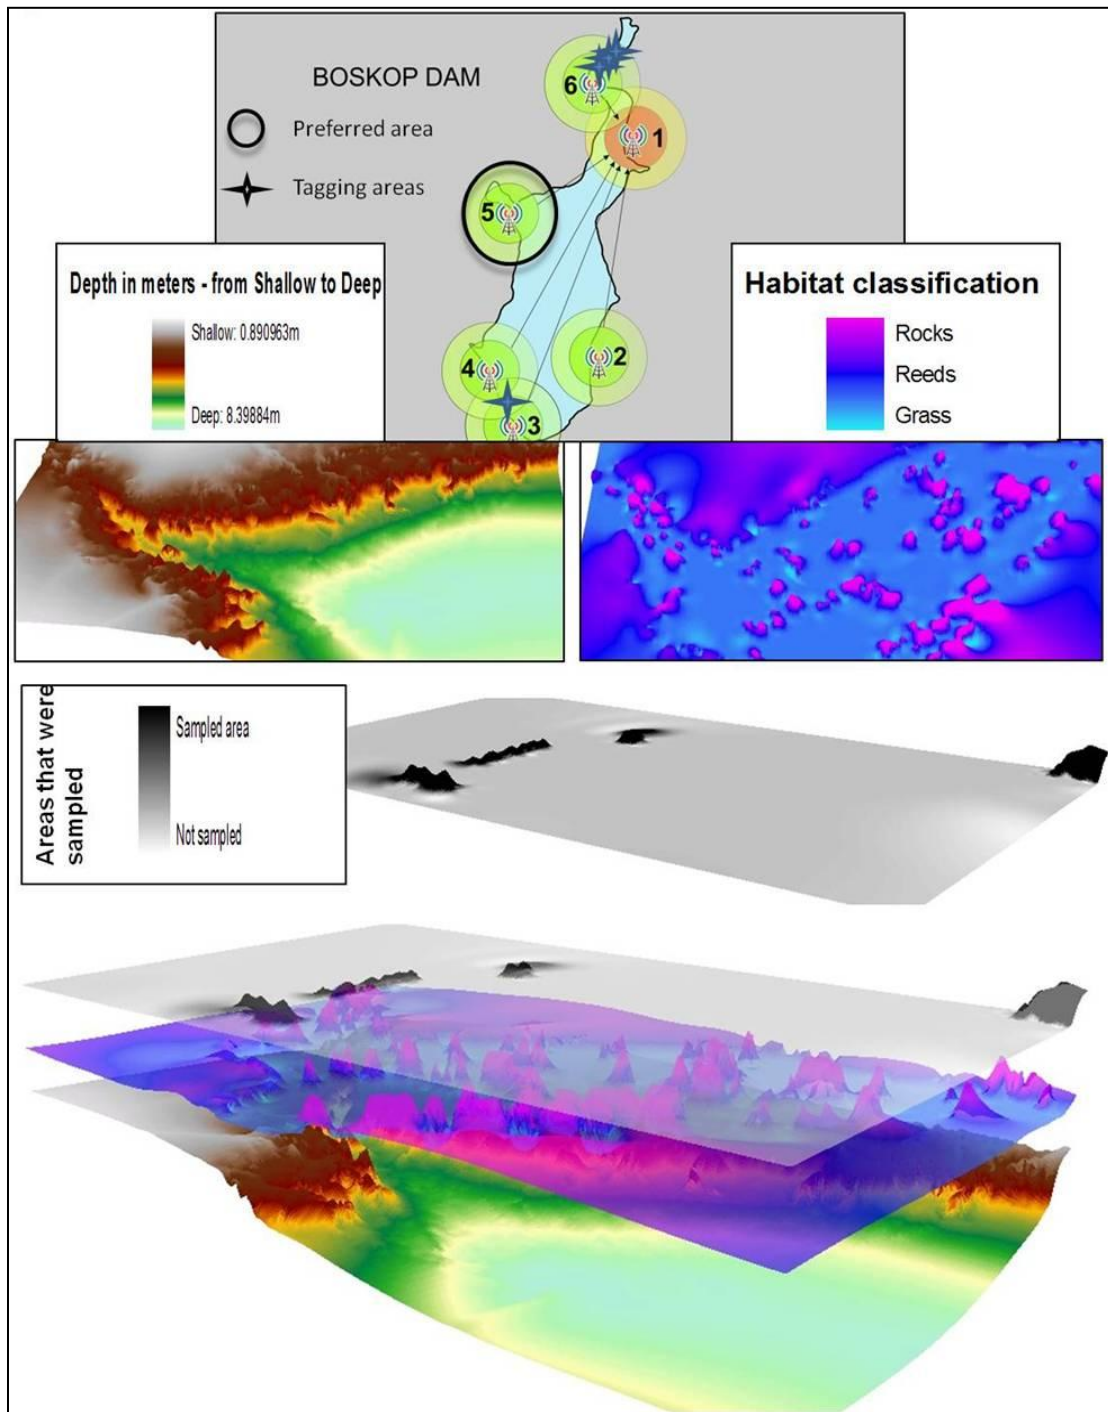 BOSKOP DAM
Preferred area
Tagging areas
6
1
5
4
2
3
Depth in meters - from Shallow to Deep
Shallow: 0.890963m
Deep: 8.39884m
Habitat classification
Rocks
Reeds
Grass
Areas that were
sampled
Sampled area
Not sampled